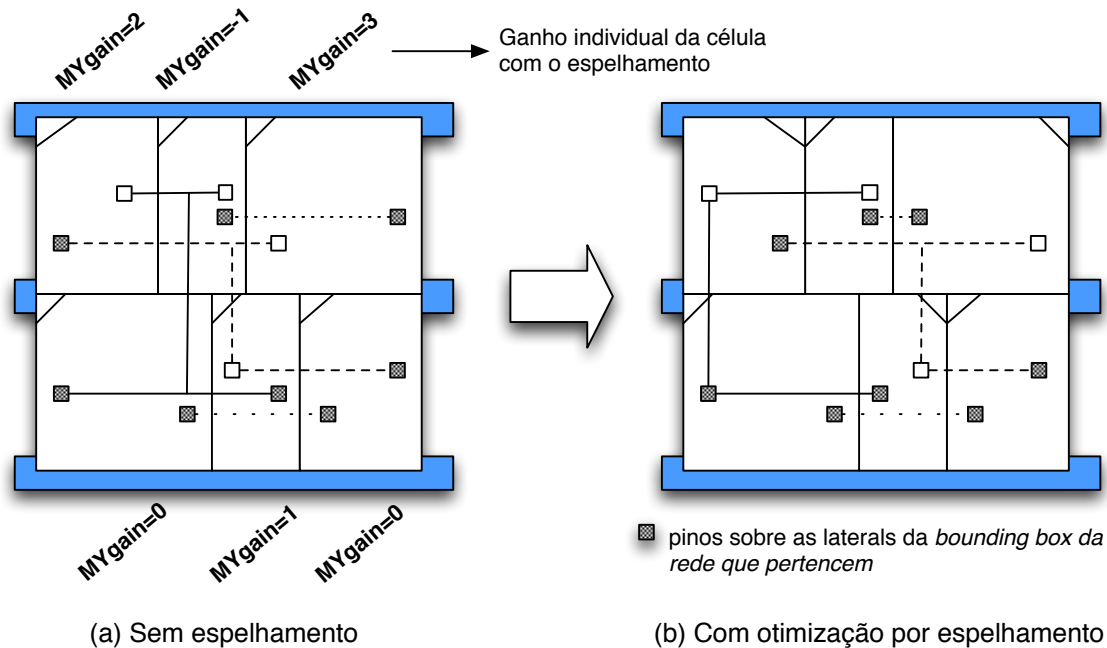 MYgain=2
MYgain=-1
MYgain=3
Ganho individual da célula
com o espelhamento
MYgain=0
MYgain=1
MYgain=0
pinos sobre as laterals da bounding box da
rede que pertencem
(a) Sem espelhamento
(b) Com otimização por espelhamento